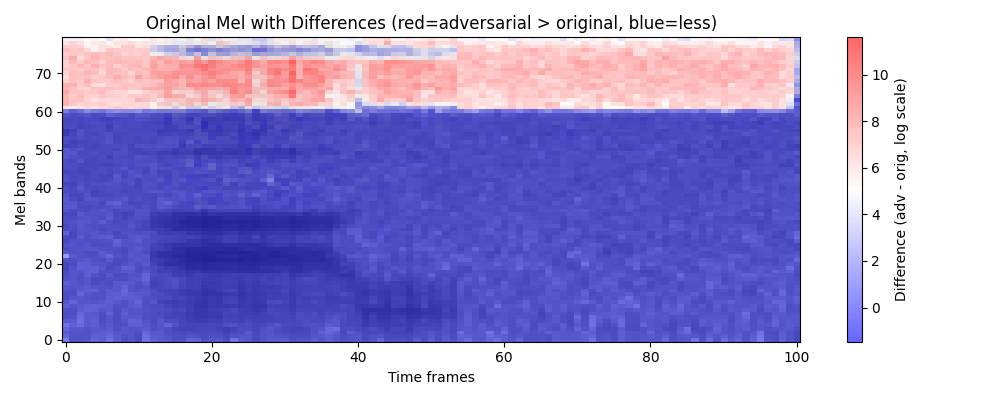 Original Mel with Differences (red=adversarial > original, blue=less)
Mel bands
70
60
50
40
30
20
10
0
0 20 40 60 80 100
Time frames
10
8
6
4
2
0
Difference (adv - orig, log scale)